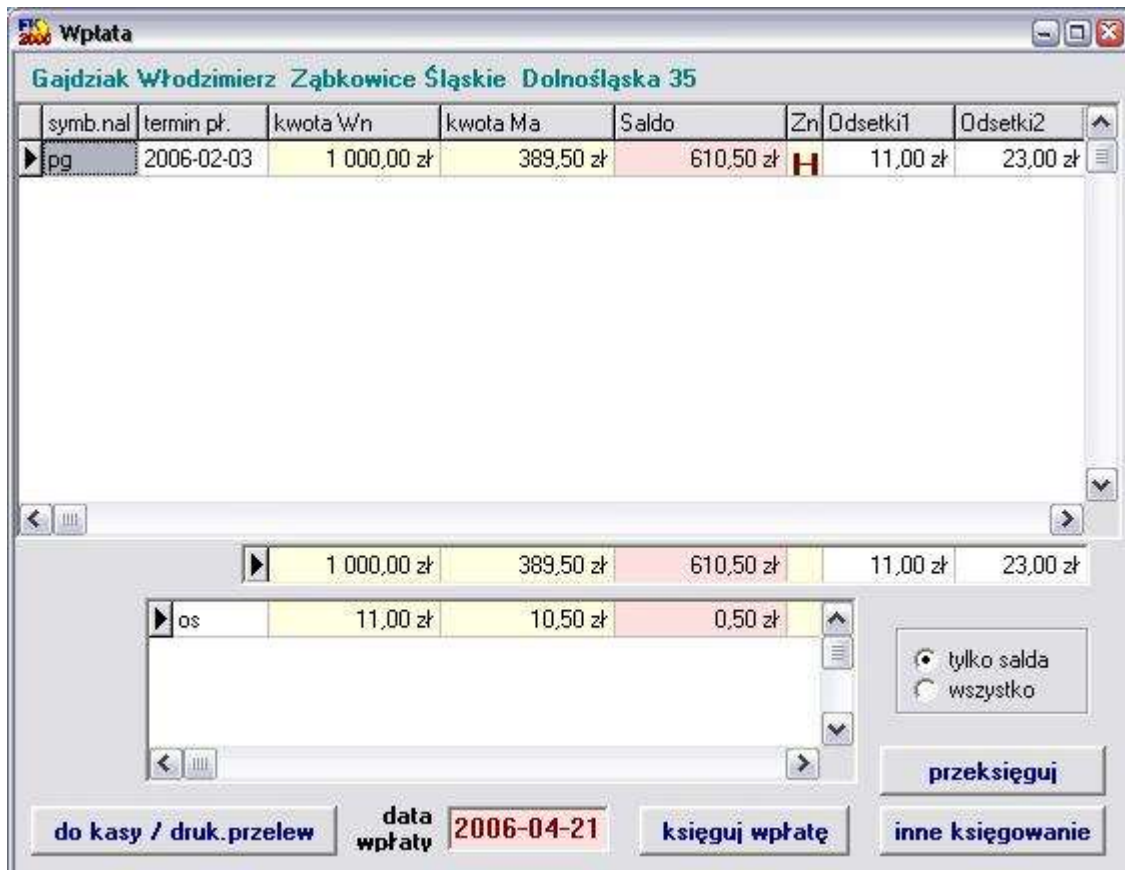 FK 2000 Wpłata
Gajdziak Włodzimierz Ząbkowice Śląskie Dolnośląska 35
symb.nal termin pł. kwota Wn kwota Ma Saldo Zn Odsetki1 Odsetki2
pg 2006-02-03 1 000,00 zł 389,50 zł 610,50 zł H 11,00 zł 23,00 zł
1 000,00 zł 389,50 zł 610,50 zł 11,00 zł 23,00 zł
os 11,00 zł 10,50 zł 0,50 zł
tylko salda
wszystko
przeksięguj
do kasy / druk.przelew data wpłaty 2006-04-21 księguj wpłatę inne księgowanie